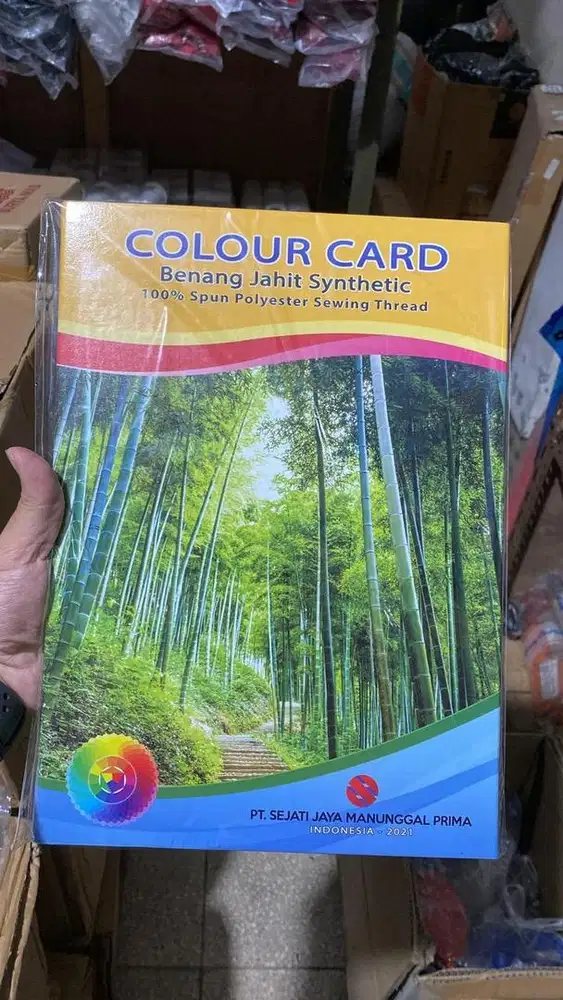 COLOUR CARD
Benang Jahit Synthetic
100% Spun Polyester Sewing Thread
PT. SEJATI JAYA MANUNGGAL PRIMA
INDONESIA - 2021